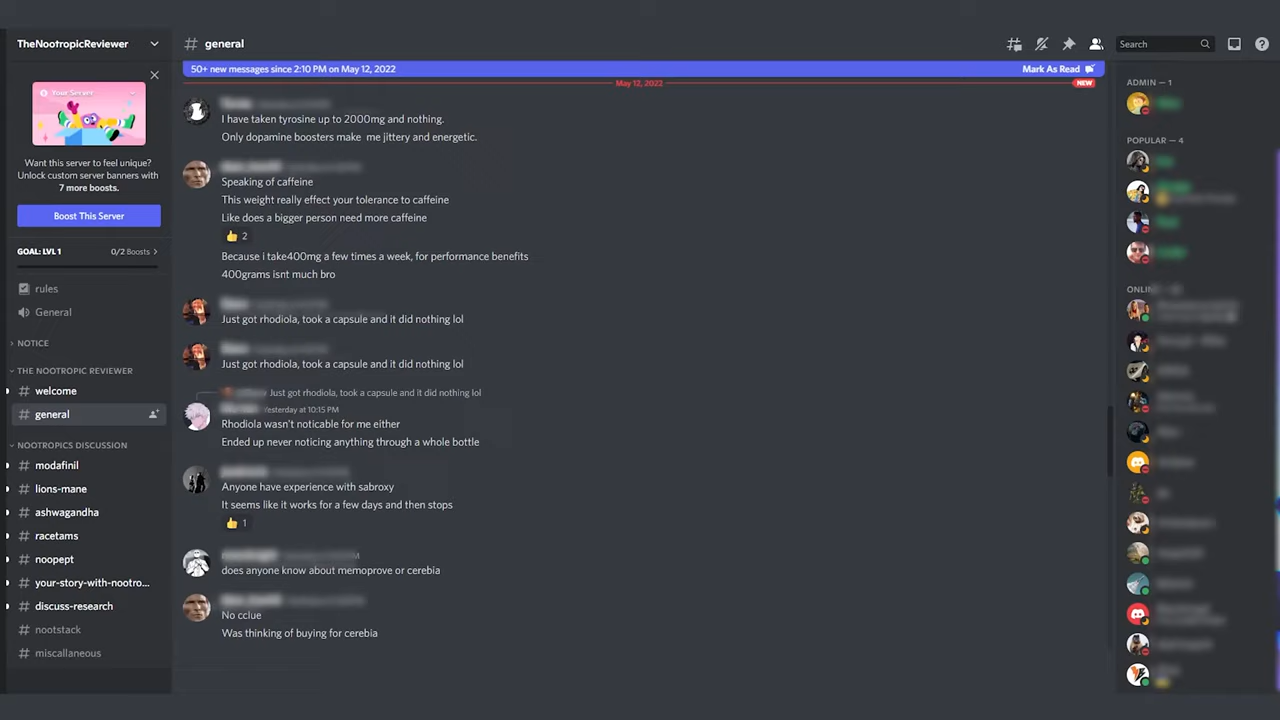 TheNootropicReviewer
Your Server
Want this server to feel unique?
Unlock custom server banners with
7 more boosts.
Boost This Server
GOAL: LVL 1
0/2 Boosts
rules
General
NOTICE
THE NOOTROPIC REVIEWER
# welcome
# general
NOOTROPICS DISCUSSION
# modafinil
# lions-mane
# ashwagandha
# racetams
# noopept
# your-story-with-nootro...
# discuss-research
# nootstack
# miscallaneous
# general
Search
50+ new messages since 2:10 PM on May 12, 2022
Mark As Read
May 12, 2022
NEW
I have taken tyrosine up to 2000mg and nothing.
Only dopamine boosters make me jittery and energetic.
Speaking of caffeine
This weight really effect your tolerance to caffeine
Like does a bigger person need more caffeine
👍 2
Because i take400mg a few times a week, for performance benefits
400grams isnt much bro
Just got rhodiola, took a capsule and it did nothing lol
Just got rhodiola, took a capsule and it did nothing lol
Just got rhodiola, took a capsule and it did nothing lol
Yesterday at 10:15 PM
Rhodiola wasn't noticable for me either
Ended up never noticing anything through a whole bottle
Anyone have experience with sabroxy
It seems like it works for a few days and then stops
👍 1
does anyone know about memoprove or cerebia
No cclue
Was thinking of buying for cerebia
ADMIN — 1
POPULAR — 4